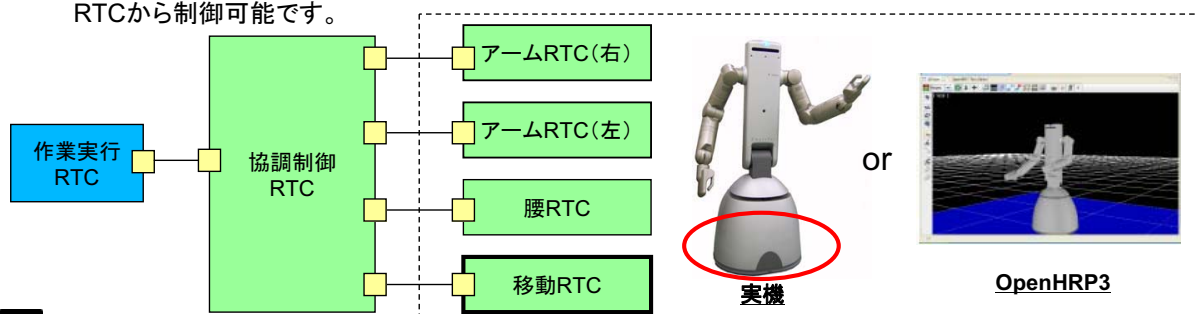 RTCから制御可能です。
作業実行
RTC
協調制御
RTC
アームRTC(右)
アームRTC(左)
腰RTC
移動RTC
or
実機
OpenHRP3